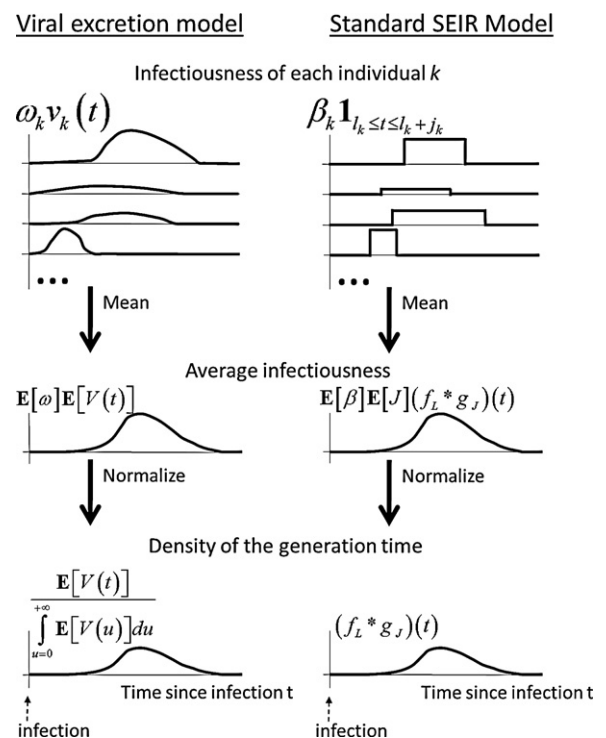 Viral excretion model
Standard SEIR Model
Infectiousness of each individual k
ω_k v_k (t)
β_k 1_{l_k ≤ t ≤ l_k + j_k}
...
...
Mean
Mean
Average infectiousness
E[ω]E[V(t)]
E[β]E[J](f_L * g_J)(t)
Normalize
Normalize
Density of the generation time
E[V(t)]
+∞
∫ E[V(u)]du
u=0
(f_L * g_J)(t)
Time since infection t
Time since infection t
infection
infection